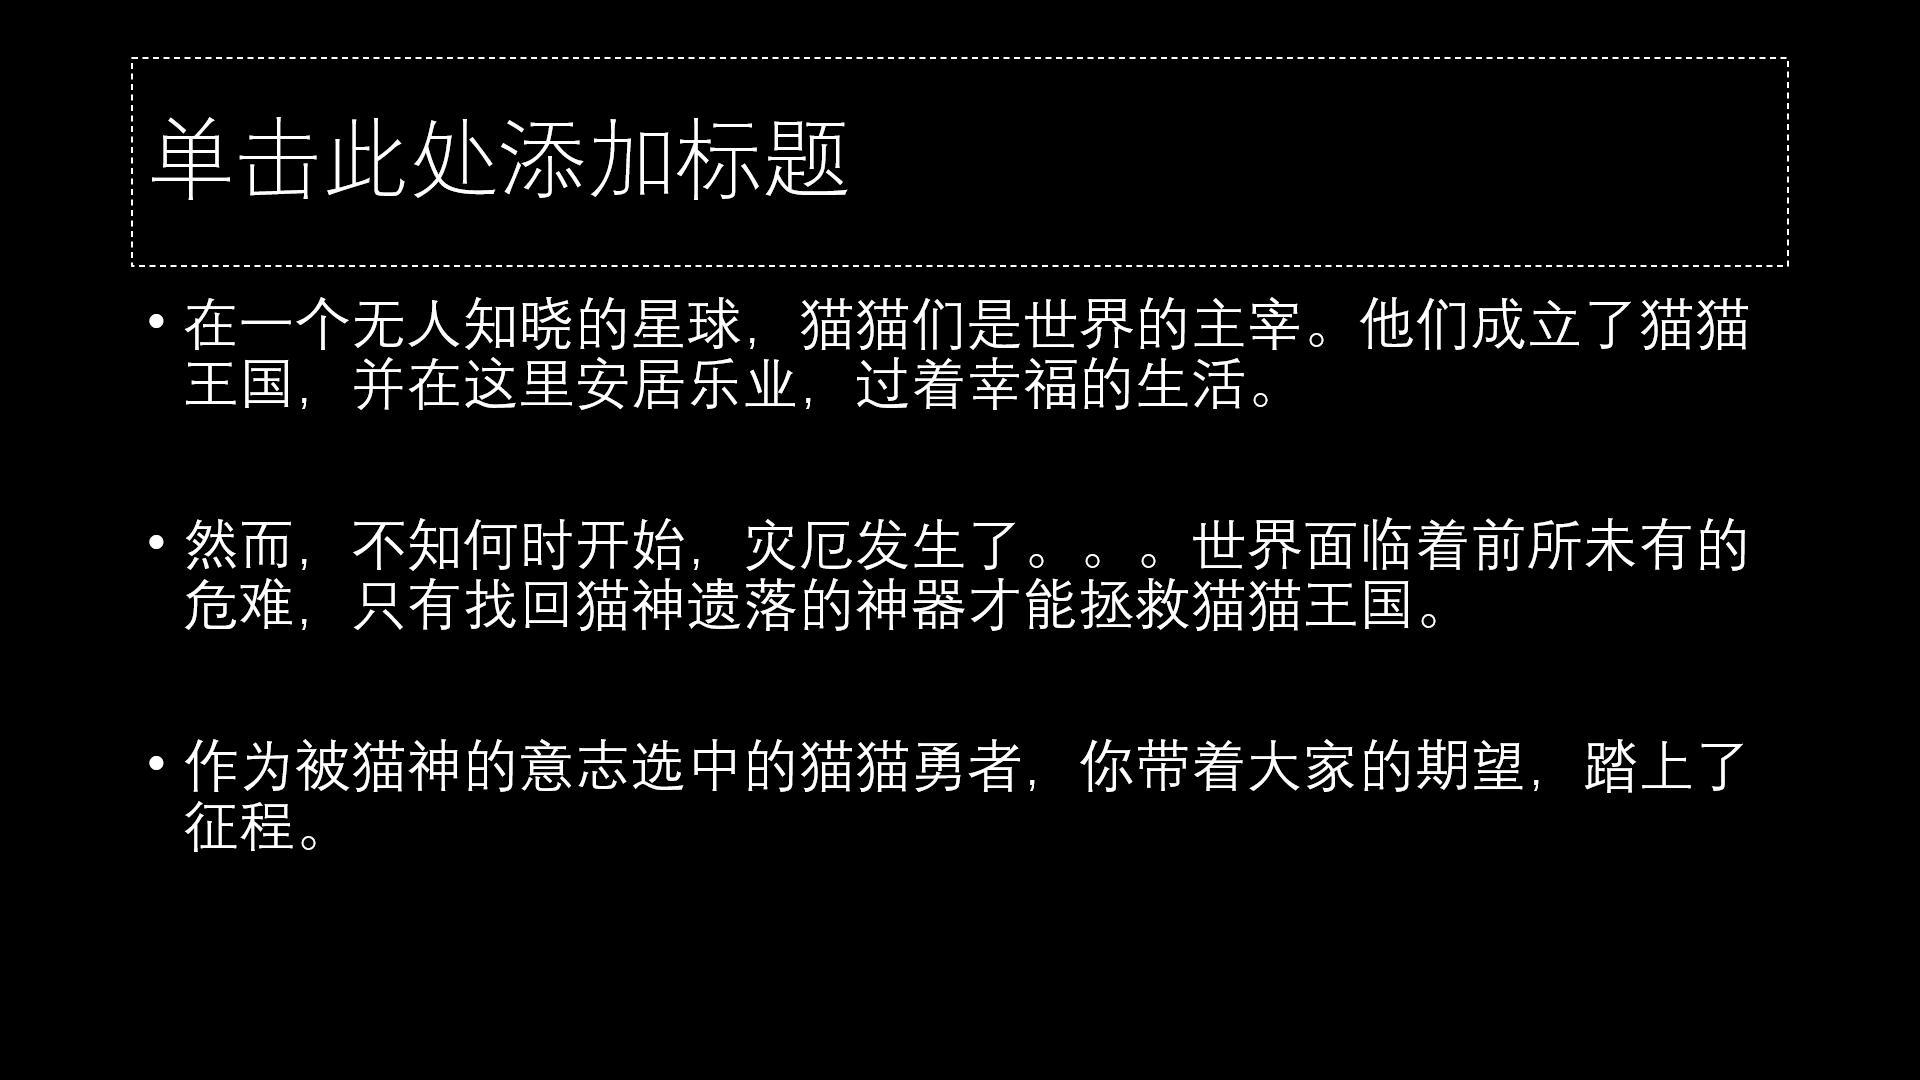 单击此处添加标题
• 在一个无人知晓的星球，猫猫们是世界的主宰。他们成立了猫猫
王国，并在这里安居乐业，过着幸福的生活。
• 然而，不知何时开始，灾厄发生了。。。世界面临着前所未有的
危难，只有找回猫神遗落的神器才能拯救猫猫王国。
• 作为被猫神的意志选中的猫猫勇者，你带着大家的期望，踏上了
征程。